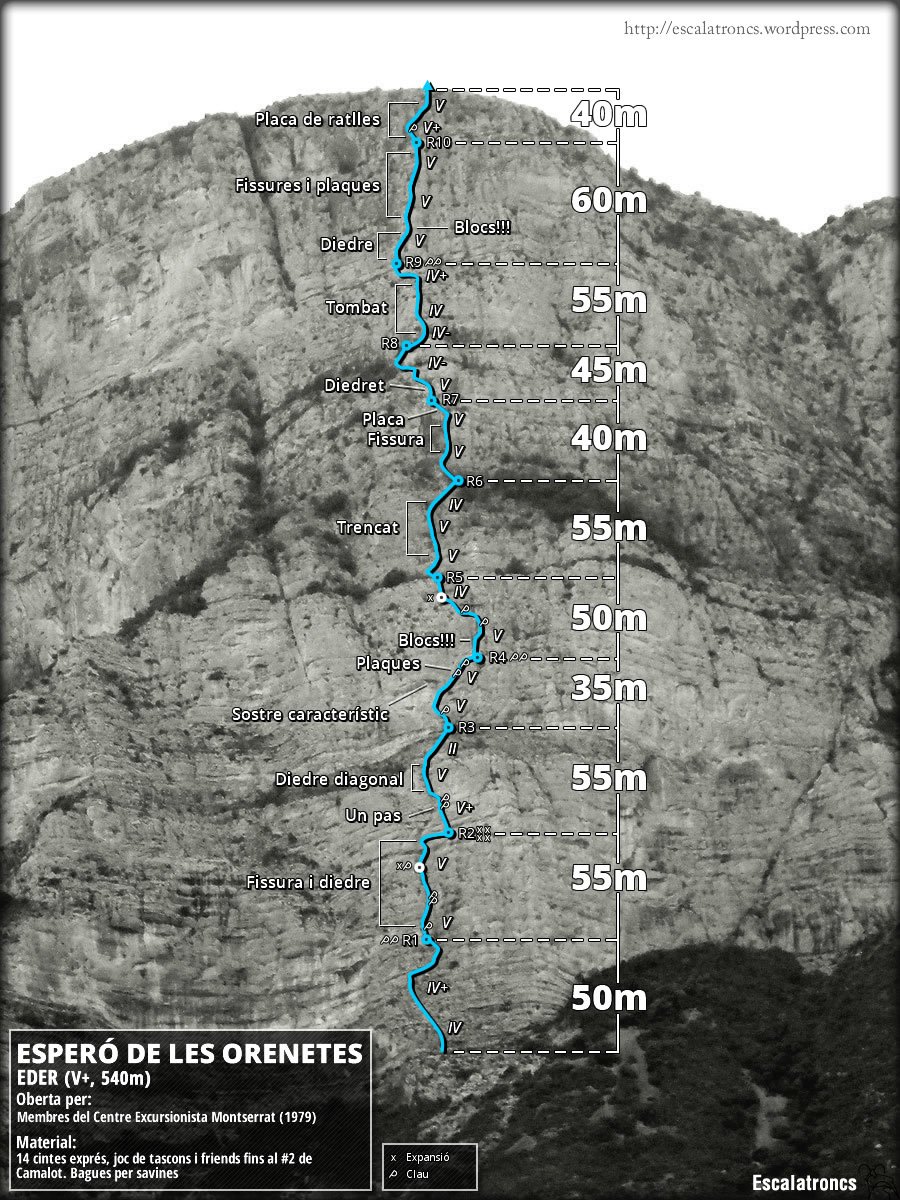 http://escalatroncs.wordpress.com
V
40m
Placa de ratlles
V+
R10
V
Fissures i plaques
60m
V
Blocs!!!
V
Diedre
R9
IV+
55m
Tombat
IV
IV-
R8
IV-
45m
Diedret
V
R7
Placa
V
Fissura
40m
V
R6
IV
Trencat
V
55m
V
R5
IV
x
50m
V
Blocs!!!
R4
Plaques
V
35m
V
Sostre característic
R3
II
Diedre diagonal
V
55m
V+
Un pas
R2 xx
xx
V
x
55m
Fissura i diedre
V
R1
IV+
50m
IV
ESPERÓ DE LES ORENETES
EDER (V+, 540m)
Oberta per:
Membres del Centre Excursionista Montserrat (1979)
Material:
14 cintes exprés, joc de tascons i friends fins al #2 de
Camalot. Bagues per savines
x Expansió
Clau
Escalatroncs